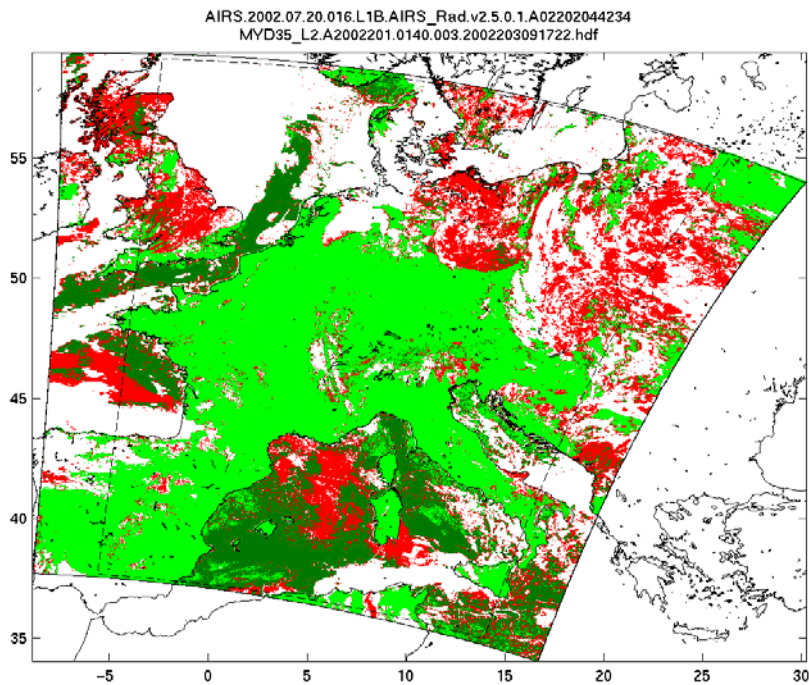 AIRS.2002.07.20.016.L1B.AIRS_Rad.v2.5.0.1.A02202044234
MYD35_L2.A2002201.0140.003.2002203091722.hdf
55
50
45
40
35
-5 0 5 10 15 20 25 30